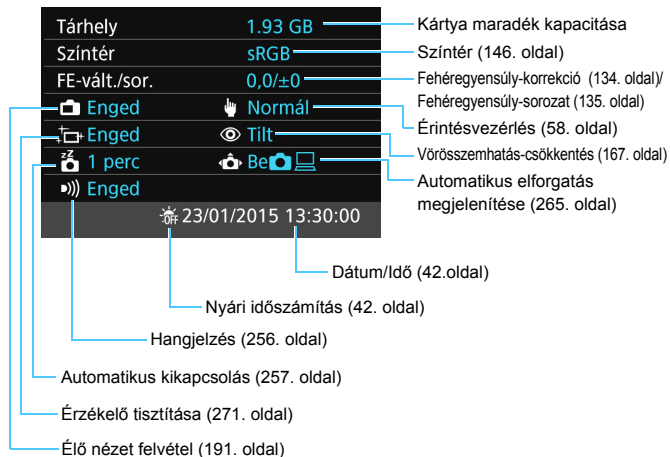 Tárhely 1.93 GB
Kártya maradék kapacitása
Színtér sRGB
Színtér (146. oldal)
FE-vált./sor. 0,0/±0
Fehéregyensúly-korrekció (134. oldal)/
Fehéregyensúly-sorozat (135. oldal)
Enged Normál
Érintésvezérlés (58. oldal)
Enged Tilt
Vörösszemhatás-csökkentés (167. oldal)
zZ 1 perc Be
Automatikus elforgatás
megjelenítése (265. oldal)
Enged
OFF 23/01/2015 13:30:00
Dátum/Idő (42.oldal)
Nyári időszámítás (42. oldal)
Hangjelzés (256. oldal)
Automatikus kikapcsolás (257. oldal)
Érzékelő tisztítása (271. oldal)
Élő nézet felvétel (191. oldal)